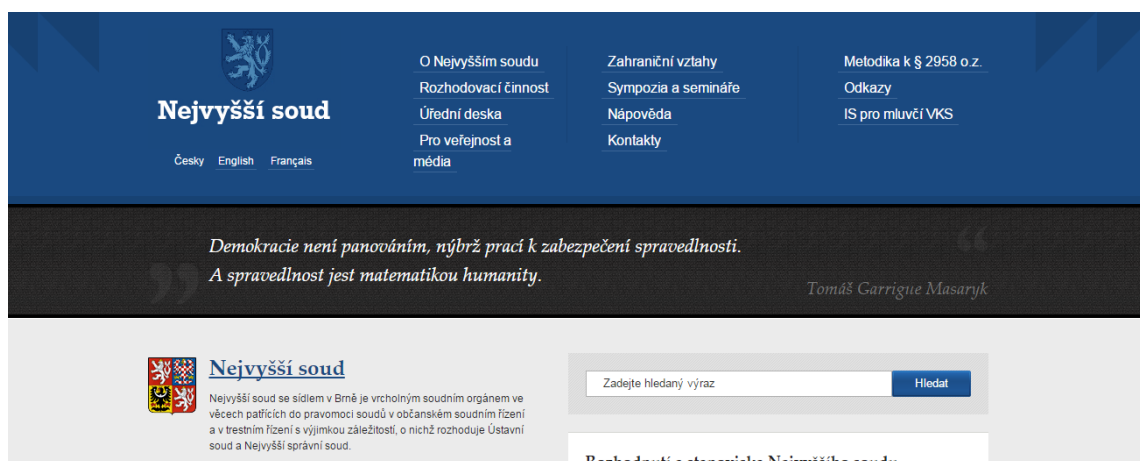 Nejvyšší soud
Česky English Français
O Nejvyšším soudu
Rozhodovací činnost
Úřední deska
Pro veřejnost a
média
Zahraniční vztahy
Sympozia a semináře
Nápověda
Kontakty
Metodika k § 2958 o.z.
Odkazy
IS pro mluvčí VKS
Demokracie není panováním, nýbrž prací k zabezpečení spravedlnosti.
A spravedlnost jest matematikou humanity.
Tomáš Garrigue Masaryk
Nejvyšší soud
Nejvyšší soud se sídlem v Brně je vrcholným soudním orgánem ve
věcech patřících do pravomoci soudů v občanském soudním řízení
a v trestním řízení s výjimkou záležitostí, o nichž rozhoduje Ústavní
soud a Nejvyšší správní soud.
Zadejte hledaný výraz
Hledat
Rozhodnutí a stanoviska Nejvyššího soudu